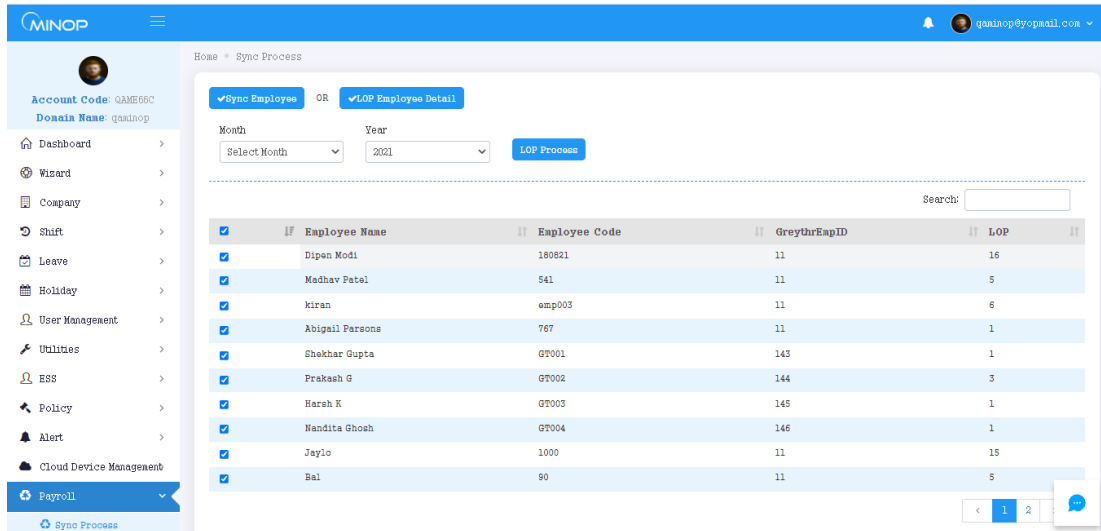 MINOP
qaminop@yopmail.com
Account Code: QAME66C
Domain Name: qaminop
Dashboard
Wizard
Company
Shift
Leave
Holiday
User Management
Utilities
ESS
Policy
Alert
Cloud Device Management
Payroll
Sync Process
Home Sync Process
Sync Employee OR LOP Employee Detail
Month Year
Select Month 2021 LOP Process
Search:
Employee Name Employee Code GreythrEmpID LOP
Dipen Modi 180821 11 16
Madhav Patel 541 11 5
kiran emp003 11 6
Abigail Parsons 767 11 1
Shekhar Gupta GT001 143 1
Prakash G GT002 144 3
Harsh K GT003 145 1
Nandita Ghosh GT004 146 1
Jaylo 1000 11 15
Bal 90 11 5
< 1 2